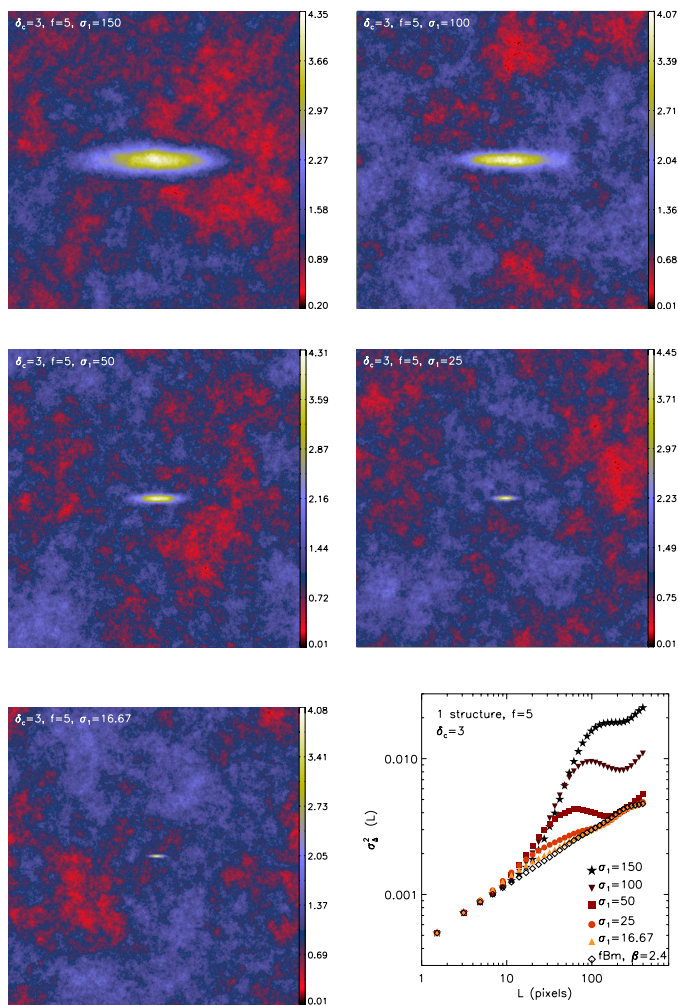 δc=3, f=5, σ1=150
4.35
3.66
2.97
2.27
1.58
0.89
0.20
δc=3, f=5, σ1=100
4.07
3.39
2.71
2.04
1.36
0.68
0.01
δc=3, f=5, σ1=50
4.31
3.59
2.87
2.16
1.44
0.72
0.01
δc=3, f=5, σ1=25
4.45
3.71
2.97
2.23
1.49
0.75
0.01
δc=3, f=5, σ1=16.67
4.08
3.41
2.73
2.05
1.37
0.69
0.01
1 structure, f=5
δc=3
0.010
0.001
σΔ² (L)
σ1=150
σ1=100
σ1=50
σ1=25
σ1=16.67
fBm, β=2.4
1
10
100
L (pixels)